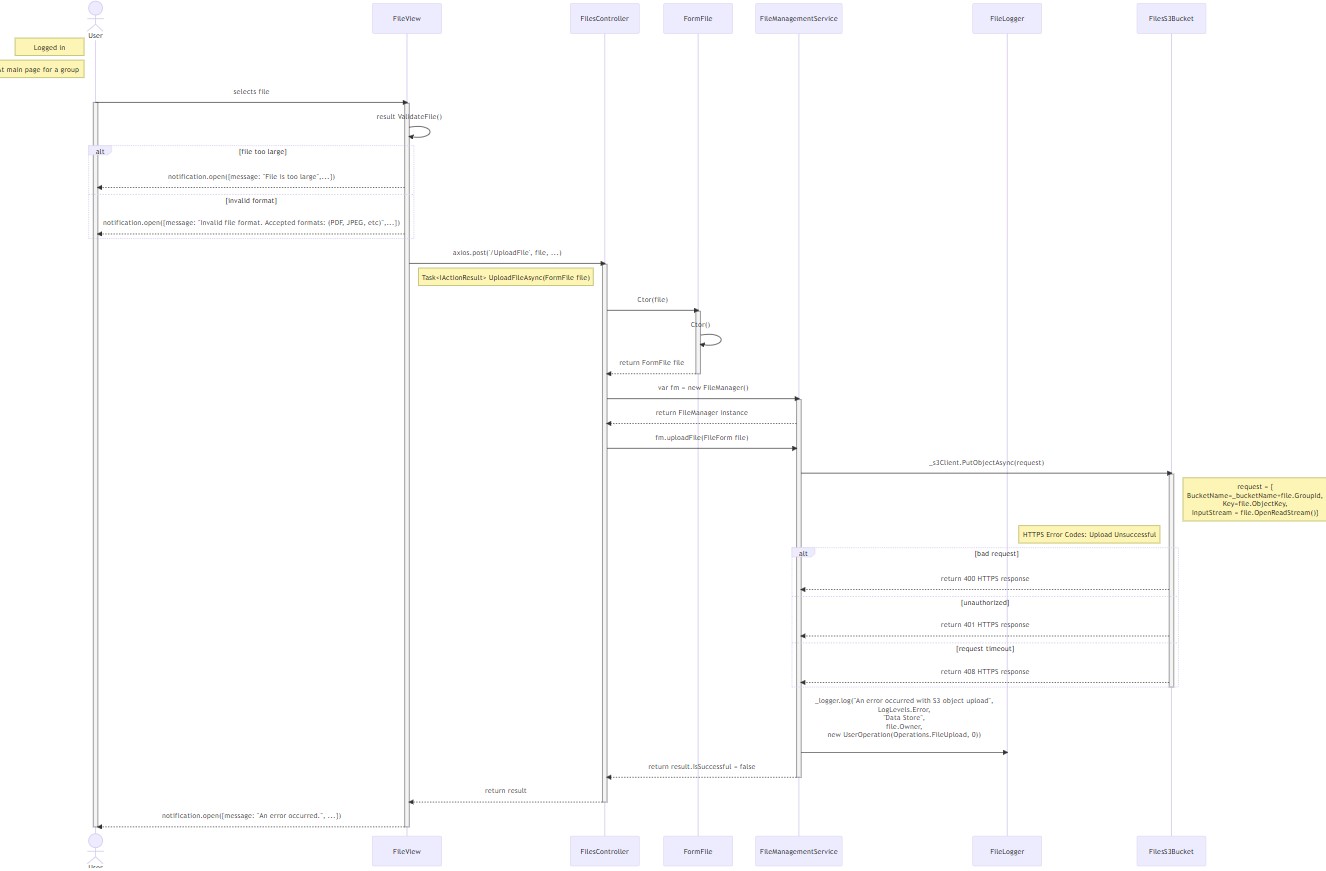 User
FileView
FilesController
FormFile
FileManagementService
FileLogger
FilesS3Bucket
Logged in
At main page for a group
selects file
result ValidateFile()
alt
[file too large]
notification.open([message: "File is too large",...])
[invalid format]
notification.open([message: "Invalid file format. Accepted formats: (PDF, JPEG, etc)",...])
axios.post('/UploadFile', file, ...)
Task<IActionResult> UploadFileAsync(FormFile file)
Ctor(file)
Ctor()
return FormFile file
var fm = new FileManager()
return FileManager instance
fm.uploadFile(FileForm file)
_s3Client.PutObjectAsync(request)
request = [
BucketName=_bucketName+file.GroupId,
Key=file.ObjectKey,
InputStream = file.OpenReadStream()]
HTTPS Error Codes: Upload Unsuccessful
alt
[bad request]
return 400 HTTPS response
[unauthorized]
return 401 HTTPS response
[request timeout]
return 408 HTTPS response
_logger.log("An error occurred with S3 object upload",
LogLevels.Error,
"Data Store",
file.Owner,
new UserOperation(Operations.FileUpload, 0))
return result.IsSuccessful = false
return result
notification.open([message: "An error occurred.", ...])
User
FileView
FilesController
FormFile
FileManagementService
FileLogger
FilesS3Bucket